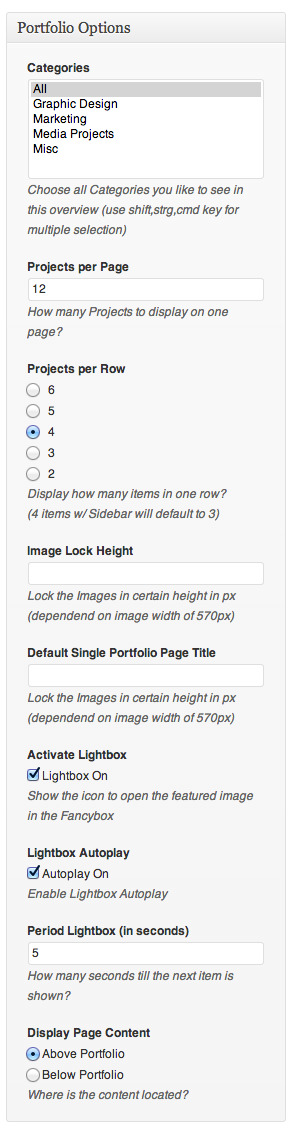 Portfolio Options
Categories
All
Graphic Design
Marketing
Media Projects
Misc
Choose all Categories you like to see in
this overview (use shift,strg,cmd key for
multiple selection)
Projects per Page
12
How many Projects to display on one
page?
Projects per Row
6
5
4
3
2
Display how many items in one row?
(4 items w/ Sidebar will default to 3)
Image Lock Height
Lock the Images in certain height in px
(dependend on image width of 570px)
Default Single Portfolio Page Title
Lock the Images in certain height in px
(dependend on image width of 570px)
Activate Lightbox
Lightbox On
Show the icon to open the featured image
in the Fancybox
Lightbox Autoplay
Autoplay On
Enable Lightbox Autoplay
Period Lightbox (in seconds)
5
How many seconds till the next item is
shown?
Display Page Content
Above Portfolio
Below Portfolio
Where is the content located?